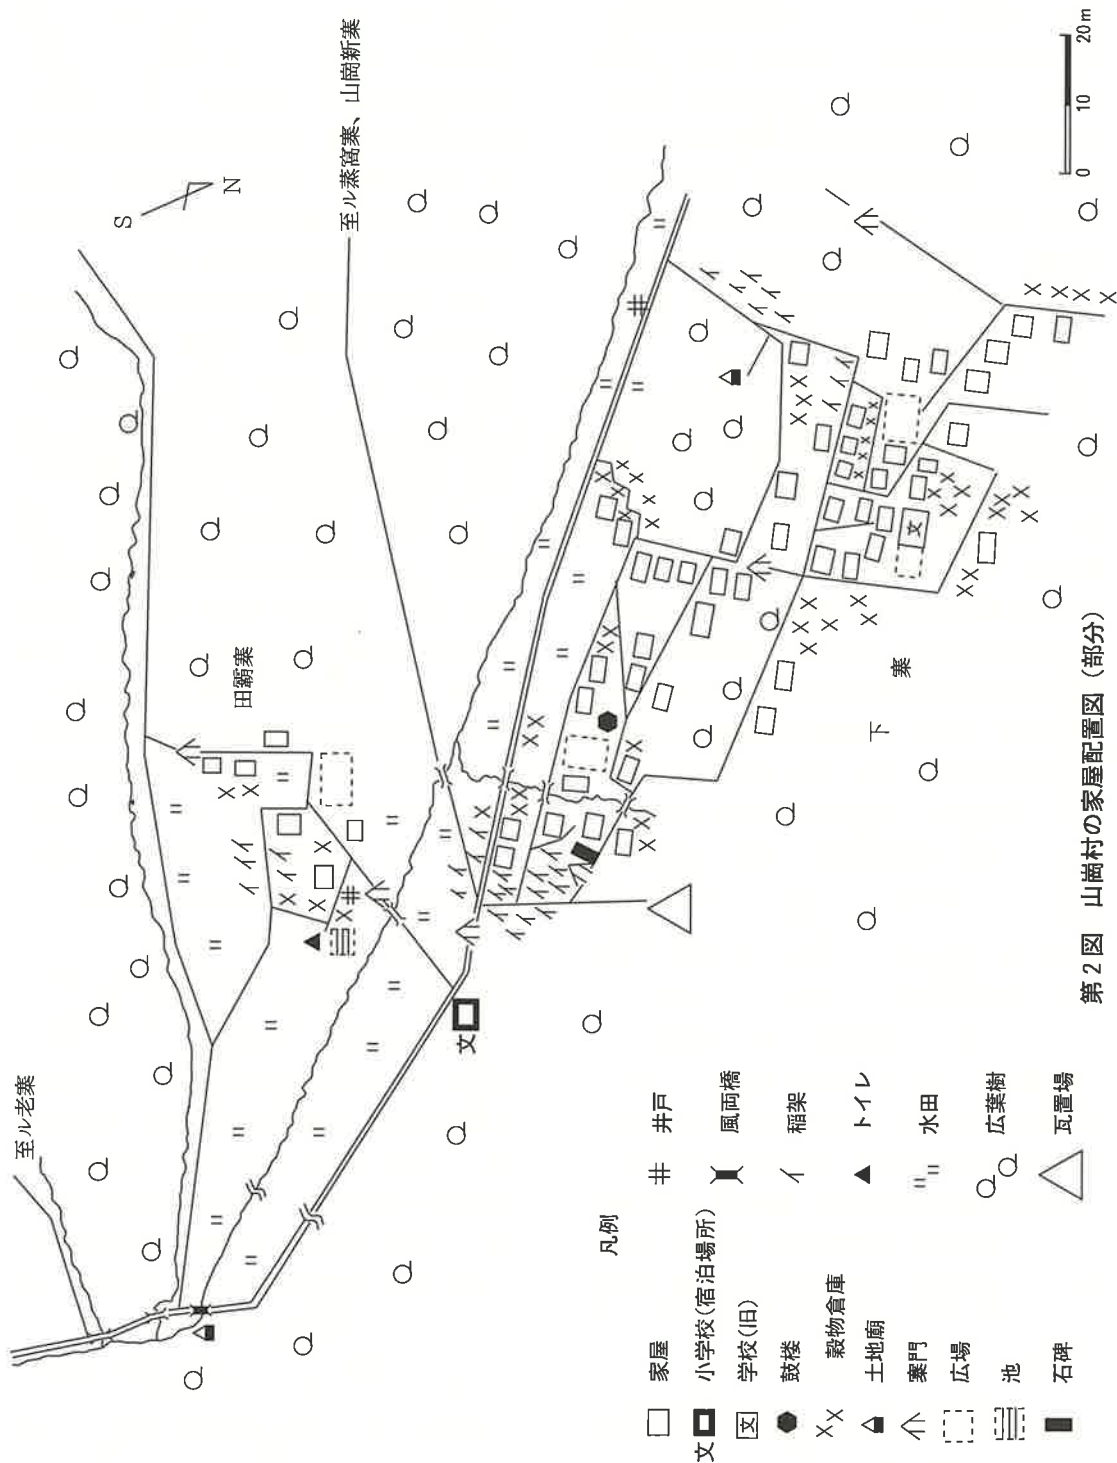 至ル老寨
S
N
至ル蒸窩寨、山崗新寨
田霸寨
文
文
下 寨
0 10 20m
凡例
家屋
文 小学校(宿泊場所)
文 学校(旧)
鼓楼
穀物倉庫
土地廟
寨門
広場
池
石碑
井戸
風雨橋
稲架
トイレ
水田
広葉樹
瓦置場
第2図 山崗村の家屋配置図(部分)